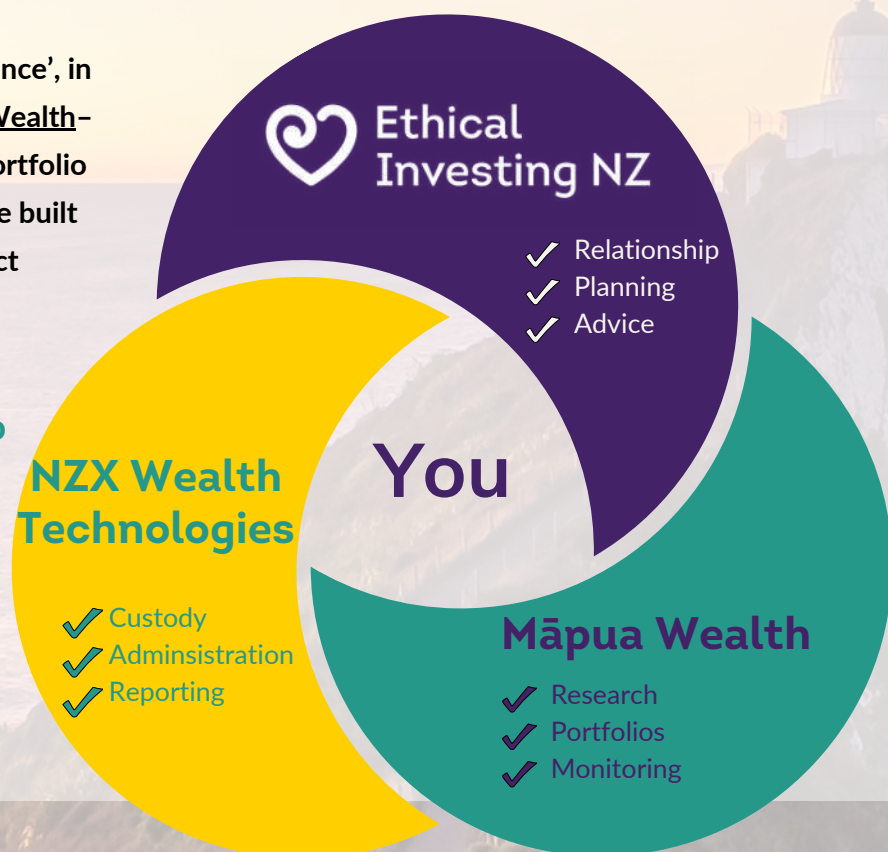 nce’, in
Wealth–
ortfolio
e built
ct
Ethical
Investing NZ
Relationship
Planning
Advice
You
NZX Wealth
Technologies
Custody
Adminsistration
Reporting
Māpua Wealth
Research
Portfolios
Monitoring